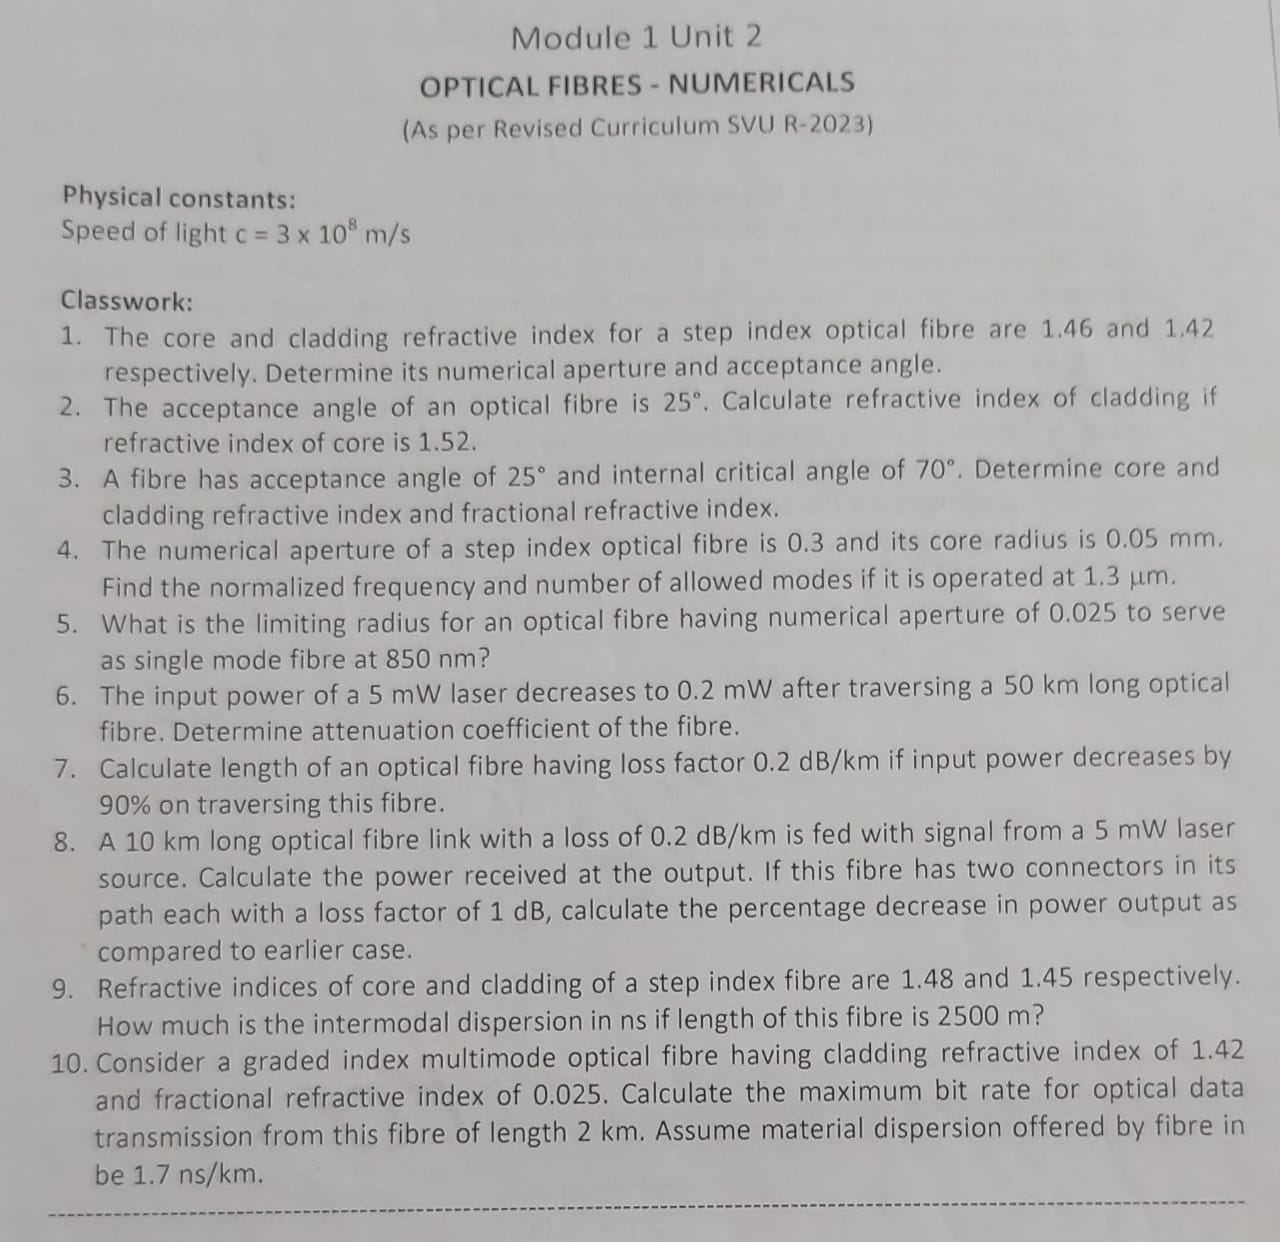 Module 1 Unit 2
OPTICAL FIBRES - NUMERICALS
(As per Revised Curriculum SVU R-2023)
Physical constants:
Speed of light c = 3 x 10⁸ m/s
Classwork:
1. The core and cladding refractive index for a step index optical fibre are 1.46 and 1.42
respectively. Determine its numerical aperture and acceptance angle.
2. The acceptance angle of an optical fibre is 25°. Calculate refractive index of cladding if
refractive index of core is 1.52.
3. A fibre has acceptance angle of 25° and internal critical angle of 70°. Determine core and
cladding refractive index and fractional refractive index.
4. The numerical aperture of a step index optical fibre is 0.3 and its core radius is 0.05 mm.
Find the normalized frequency and number of allowed modes if it is operated at 1.3 μm.
5. What is the limiting radius for an optical fibre having numerical aperture of 0.025 to serve
as single mode fibre at 850 nm?
6. The input power of a 5 mW laser decreases to 0.2 mW after traversing a 50 km long optical
fibre. Determine attenuation coefficient of the fibre.
7. Calculate length of an optical fibre having loss factor 0.2 dB/km if input power decreases by
90% on traversing this fibre.
8. A 10 km long optical fibre link with a loss of 0.2 dB/km is fed with signal from a 5 mW laser
source. Calculate the power received at the output. If this fibre has two connectors in its
path each with a loss factor of 1 dB, calculate the percentage decrease in power output as
compared to earlier case.
9. Refractive indices of core and cladding of a step index fibre are 1.48 and 1.45 respectively.
How much is the intermodal dispersion in ns if length of this fibre is 2500 m?
10. Consider a graded index multimode optical fibre having cladding refractive index of 1.42
and fractional refractive index of 0.025. Calculate the maximum bit rate for optical data
transmission from this fibre of length 2 km. Assume material dispersion offered by fibre in
be 1.7 ns/km.